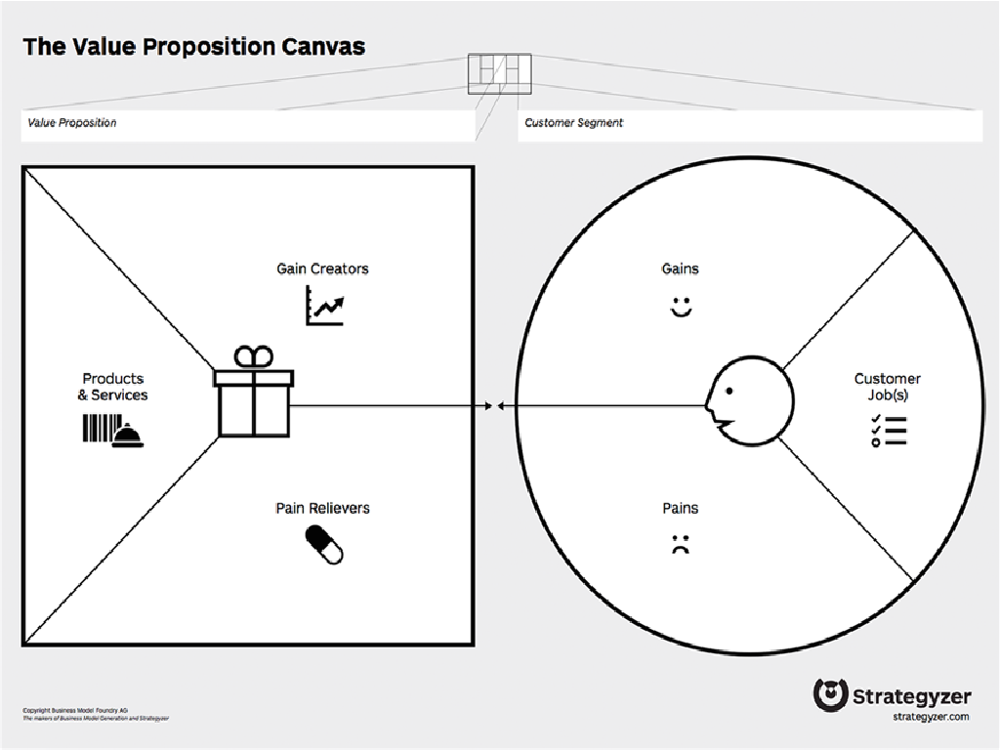 The Value Proposition Canvas
Value Proposition
Customer Segment
Gain Creators
Products
& Services
Pain Relievers
Gains
Customer
Job(s)
Pains
Strategyzer
strategyzer.com
Copyright Business Model Foundry AG
The makers of Business Model Generation and Strategyzer